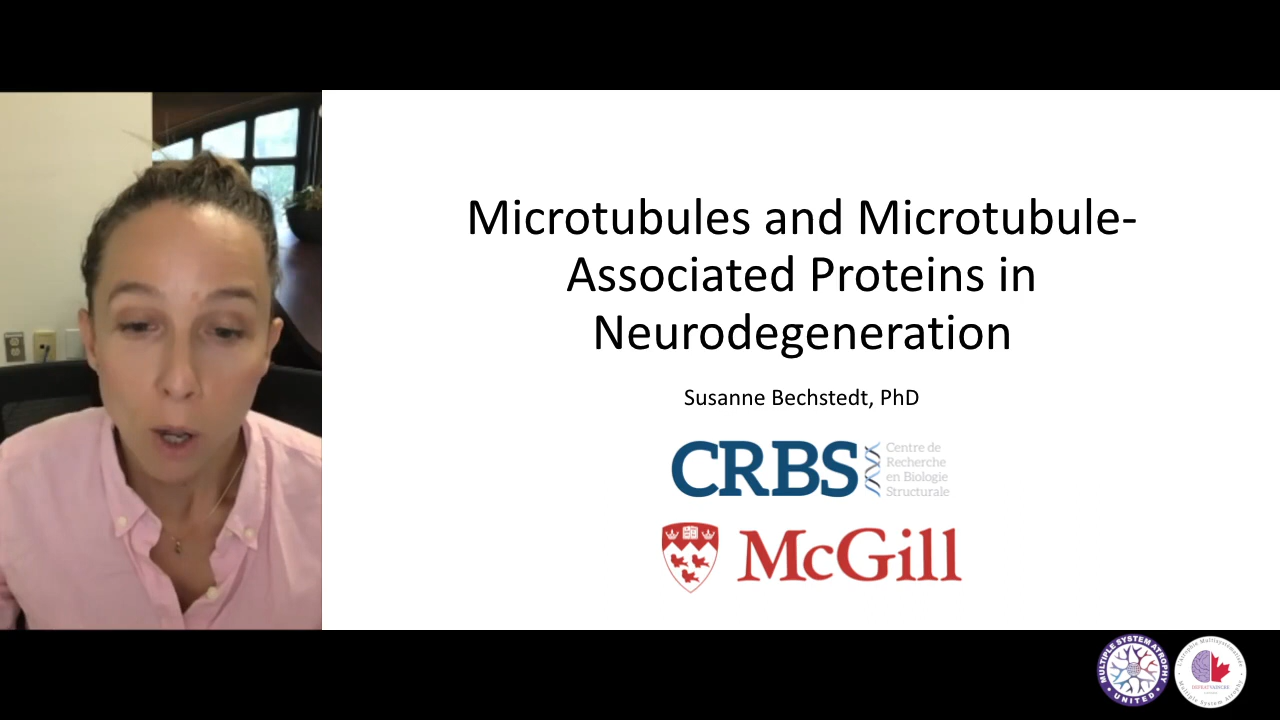 Microtubules and Microtubule-
Associated Proteins in
Neurodegeneration
Susanne Bechstedt, PhD
CRBS
Centre de
Recherche
en Biologie
Structurale
McGill
MULTIPLE SYSTEM ATROPHY
UNITED